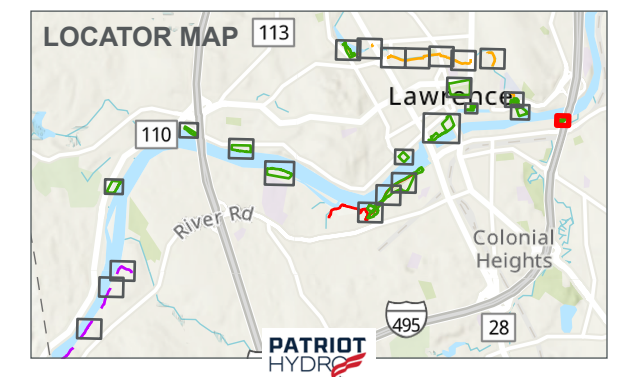 LOCATOR MAP
113
Lawrence
110
River Rd
Colonial
Heights
495
28
PATRIOT
HYDRO